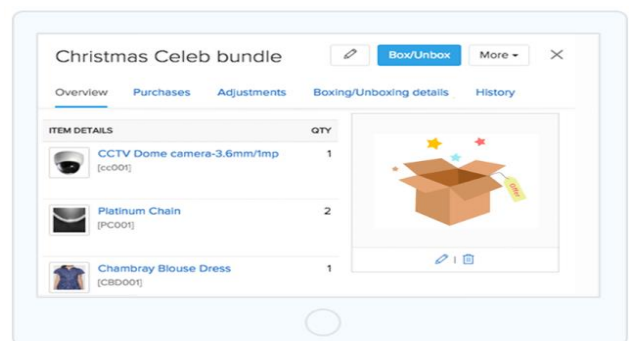 Christmas Celeb bundle
Box/Unbox
More
Overview Purchases Adjustments Boxing/Unboxing details History
ITEM DETAILS QTY
CCTV Dome camera-3.6mm/1mp 1
[cc001]
Platinum Chain 2
[PC001]
Chambray Blouse Dress 1
[CBD001]
Offer